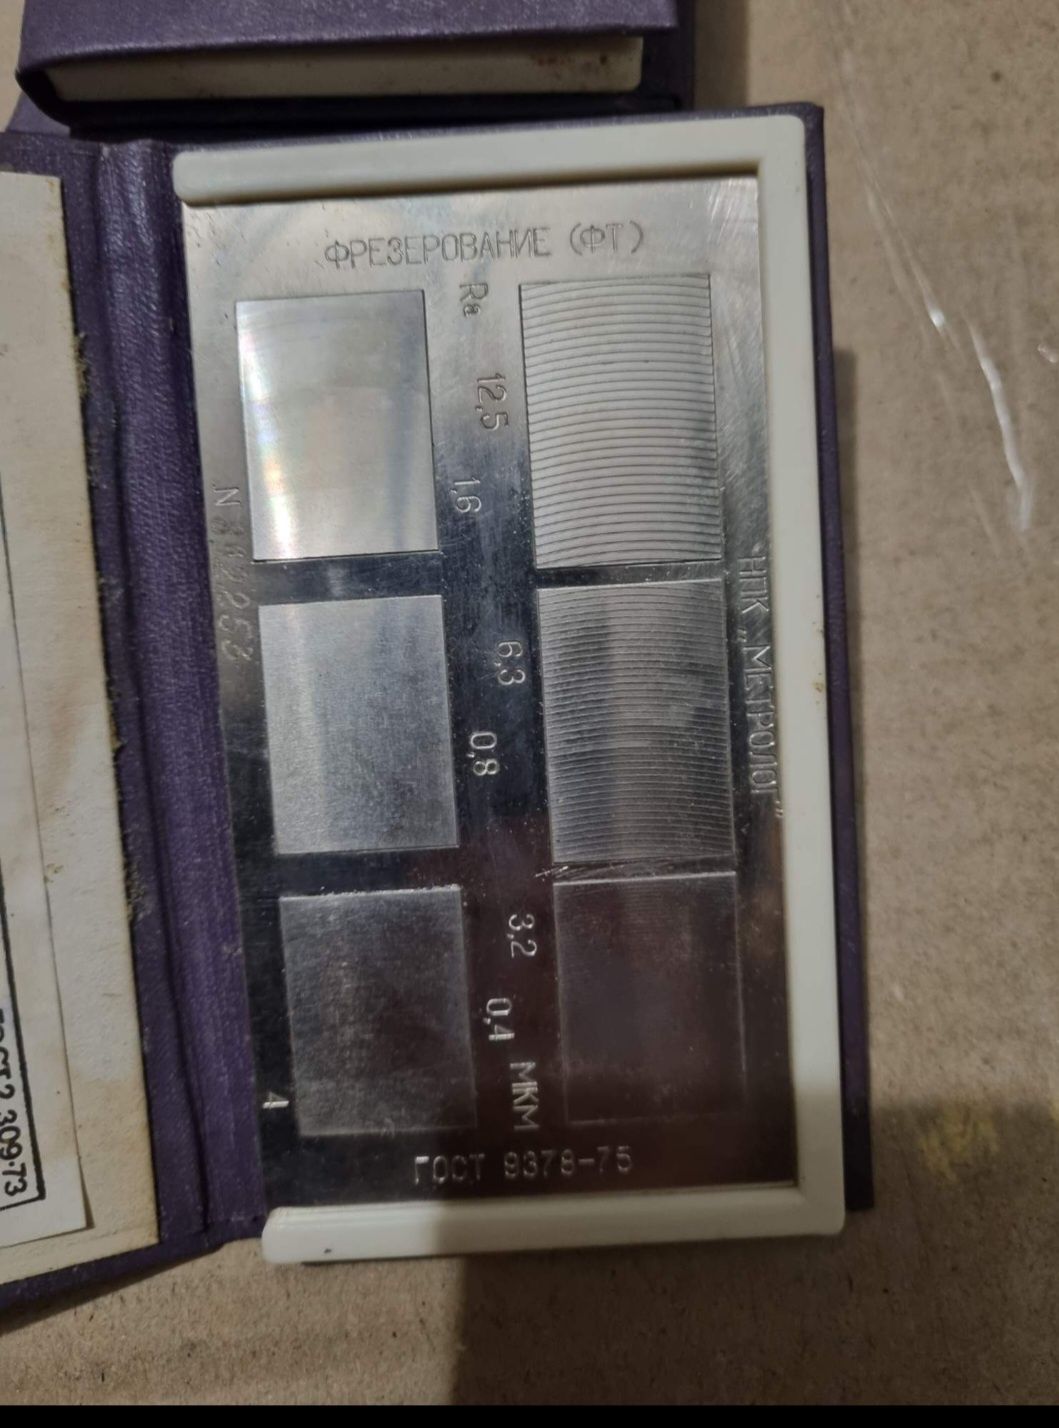 ФРЕЗЕРОВАНИЕ (ФТ)
Ra
12,5
6,3
3,2
МКМ
1,6
0,8
0,4
НПК „МЕТРОЛОГ„
N
4
ГОСТ 9378-75
ГОСТ 2.309-73